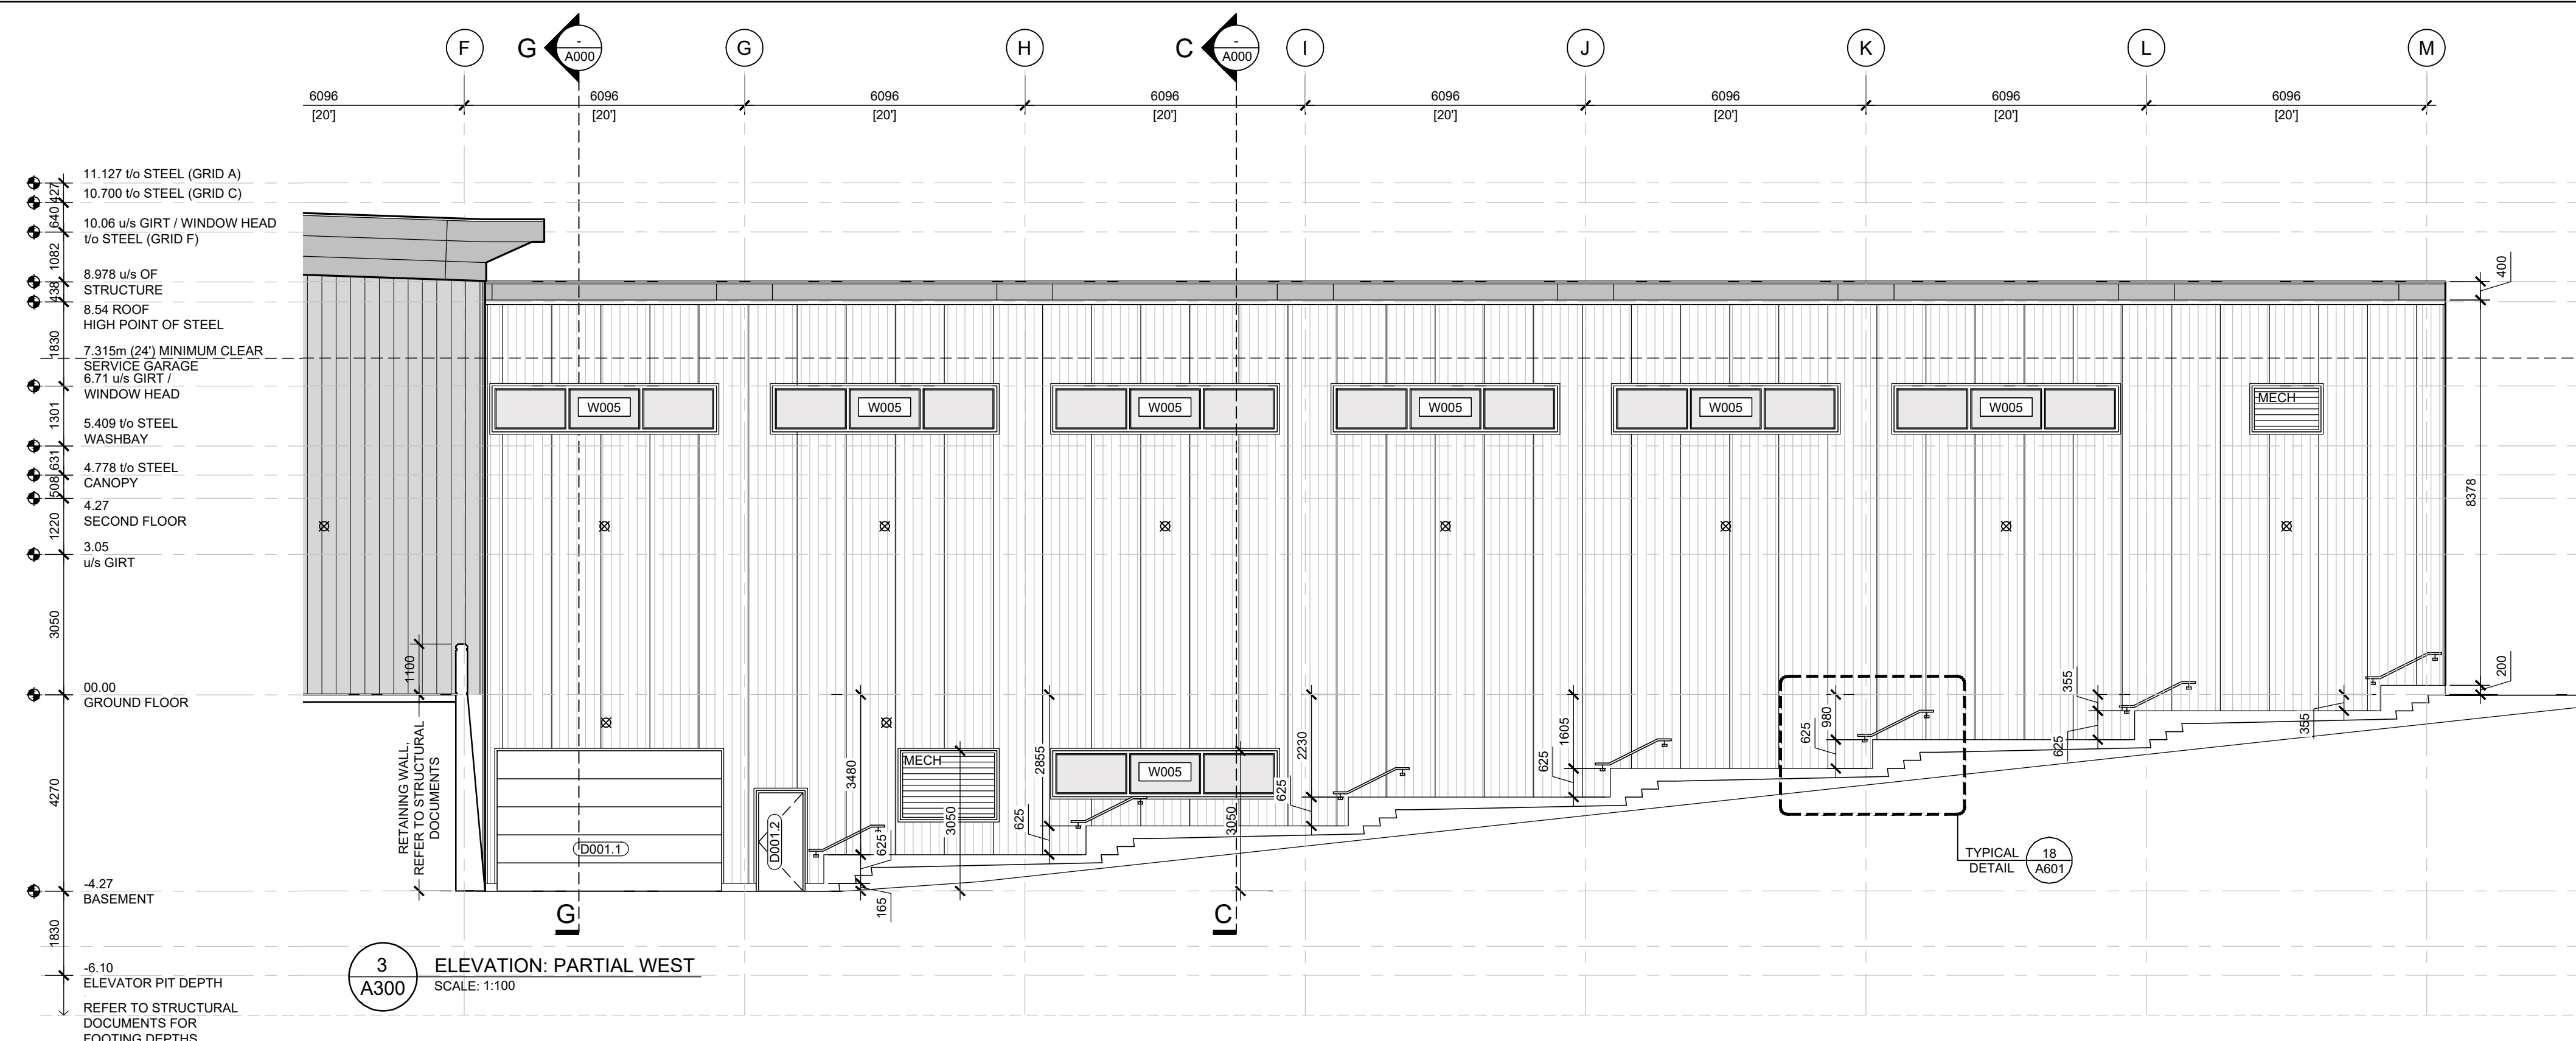 F
G
-
A000
G
H
C
-
A000
I
J
K
L
M
6096
[20']
6096
[20']
6096
[20']
6096
[20']
6096
[20']
6096
[20']
6096
[20']
6096
[20']
11.127 t/o STEEL (GRID A)
427
10.700 t/o STEEL (GRID C)
640
10.06 u/s GIRT / WINDOW HEAD
t/o STEEL (GRID F)
1082
8.978 u/s OF
STRUCTURE
438
8.54 ROOF
HIGH POINT OF STEEL
1830
7.315m (24') MINIMUM CLEAR
SERVICE GARAGE
6.71 u/s GIRT /
WINDOW HEAD
1301
5.409 t/o STEEL
WASHBAY
631
4.778 t/o STEEL
CANOPY
508
4.27
SECOND FLOOR
1220
3.05
u/s GIRT
3050
00.00
GROUND FLOOR
4270
-4.27
BASEMENT
1830
-6.10
ELEVATOR PIT DEPTH
REFER TO STRUCTURAL
DOCUMENTS FOR
FOOTING DEPTHS
W005
W005
W005
W005
W005
W005
MECH
400
8378
200
1100
RETAINING WALL,
REFER TO STRUCTURAL
DOCUMENTS
D001.1
D001.2
3480
625
165
MECH
3050
2855
625
W005
3050
2230
625
1605
625
980
625
355
625
355
TYPICAL
DETAIL
18
A601
G
C
3
A300
ELEVATION: PARTIAL WEST
SCALE: 1:100